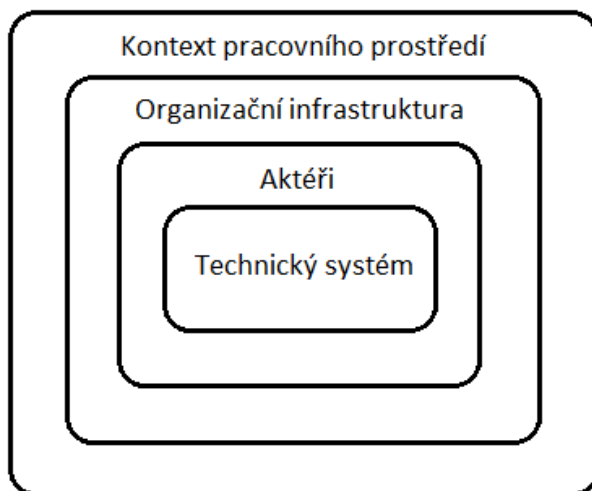 Kontext pracovního prostředí
Organizační infrastruktura
Aktéři
Technický systém